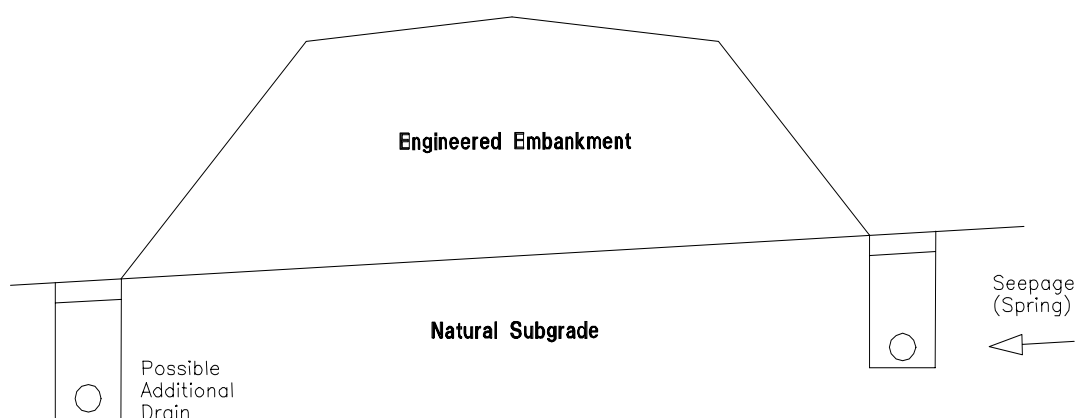 Engineered Embankment
Seepage
(Spring)
Natural Subgrade
Possible
Additional
Drain